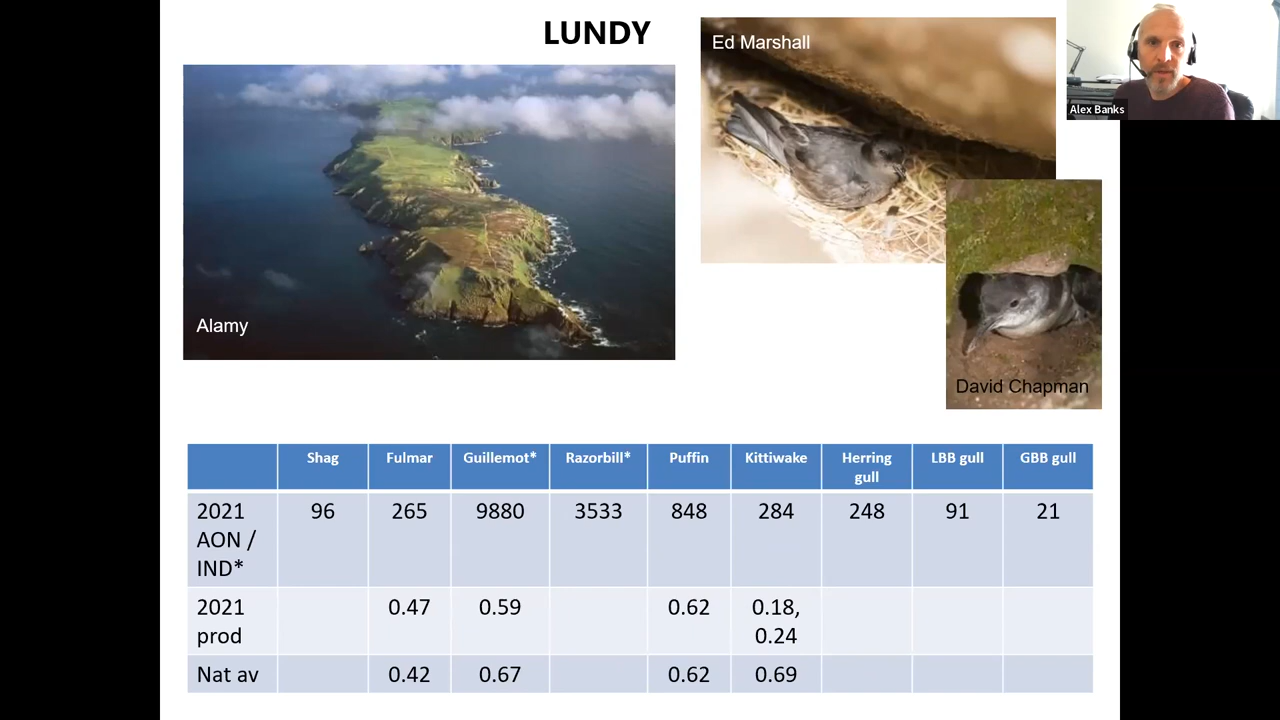 LUNDY
Ed Marshall
Alex Banks
Alamy
David Chapman
Shag Fulmar Guillemot* Razorbill* Puffin Kittiwake Herring gull LBB gull GBB gull
2021 AON / IND* 96 265 9880 3533 848 284 248 91 21
2021 prod 0.47 0.59 0.62 0.18, 0.24
Nat av 0.42 0.67 0.62 0.69